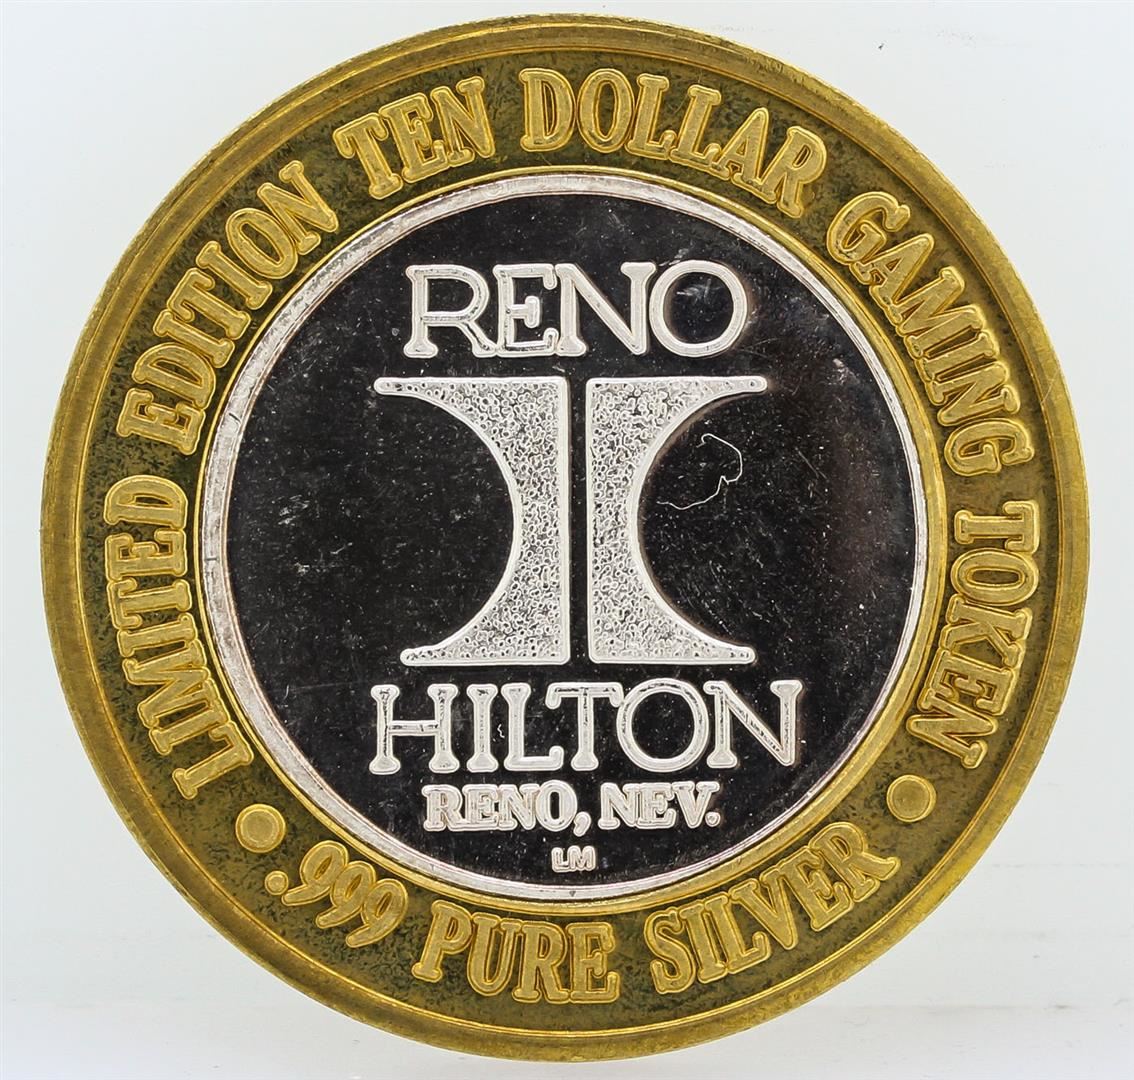 LIMITED EDITION TEN DOLLAR GAMING TOKEN
RENO
HILTON
RENO, NEV.
LM
.999 PURE SILVER